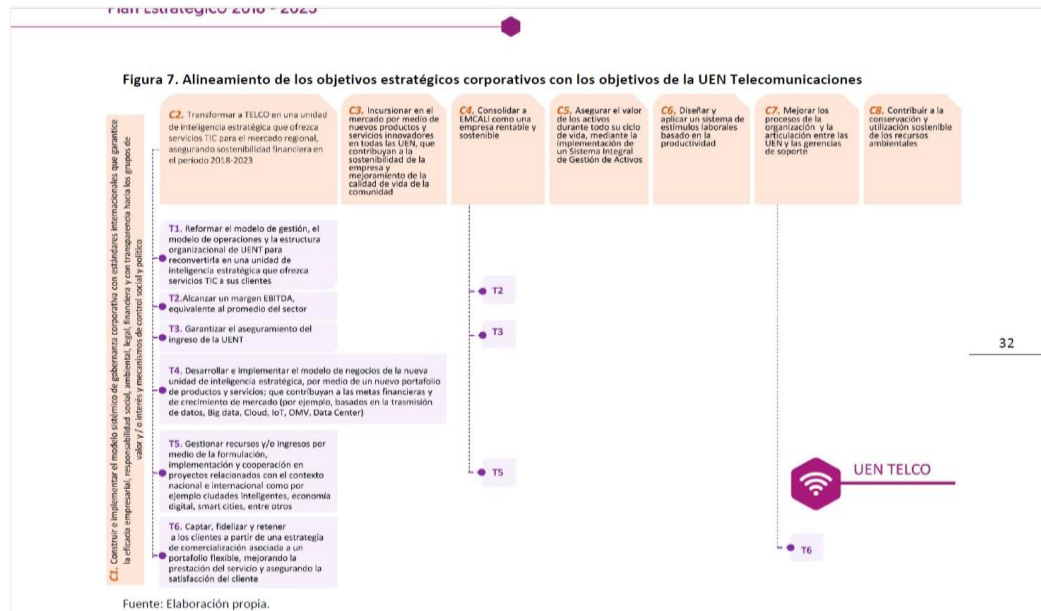 Plan Estratégico 2018 - 2023
Figura 7. Alineamiento de los objetivos estratégicos corporativos con los objetivos de la UEN Telecomunicaciones
C1. Construir e implementar el modelo sistémico de gobernanza corporativa con estándares internacionales que garantice
la eficacia empresarial, responsabilidad social, ambiental, legal, financiera y con transparencia hacia los grupos de
valor y / o interés y mecanismos de control social y político
C2. Transformar a TELCO en una unidad
de inteligencia estratégica que ofrezca
servicios TIC para el mercado regional,
asegurando sostenibilidad financiera en
el periodo 2018-2023
C3. Incursionar en el
mercado por medio de
nuevos productos y
servicios innovadores
en todas las UEN, que
contribuyan a la
sostenibilidad de la
empresa y
mejoramiento de la
calidad de vida de la
comunidad
C4. Consolidar a
EMCALI como una
empresa rentable y
sostenible
C5. Asegurar el valor
de los activos
durante todo su ciclo
de vida, mediante la
implementación de
un Sistema Integral
de Gestión de Activos
C6. Diseñar y
aplicar un sistema de
estímulos laborales
basado en la
productividad
C7. Mejorar los
procesos de la
organización y la
articulación entre las
UEN y las gerencias
de soporte
C8. Contribuir a la
conservación y
utilización sostenible
de los recursos
ambientales
T1. Reformar el modelo de gestión, el
modelo de operaciones y la estructura
organizacional de UENT para
reconvertirla en una unidad de
inteligencia estratégica que ofrezca
servicios TIC a sus clientes
T2.Alcanzar un margen EBITDA,
equivalente al promedio del sector
T2
T3. Garantizar el aseguramiento del
ingreso de la UENT
T3
32
T4. Desarrollar e implementar el modelo de negocios de la nueva
unidad de inteligencia estratégica, por medio de un nuevo portafolio
de productos y servicios; que contribuyan a las metas financieras y
de crecimiento de mercado (por ejemplo, basados en la trasmisión
de datos, Big data, Cloud, IoT, OMV, Data Center)
T5. Gestionar recursos y/o ingresos por
medio de la formulación,
implementación y cooperación en
proyectos relacionados con el contexto
nacional e internacional como por
ejemplo ciudades inteligentes, economía
digital, smart cities, entre otros
T5
UEN TELCO
T6. Captar, fidelizar y retener
a los clientes a partir de una estrategia
de comercialización asociada a un
portafolio flexible, mejorando la
prestación del servicio y asegurando la
satisfacción del cliente
T6
Fuente: Elaboración propia.